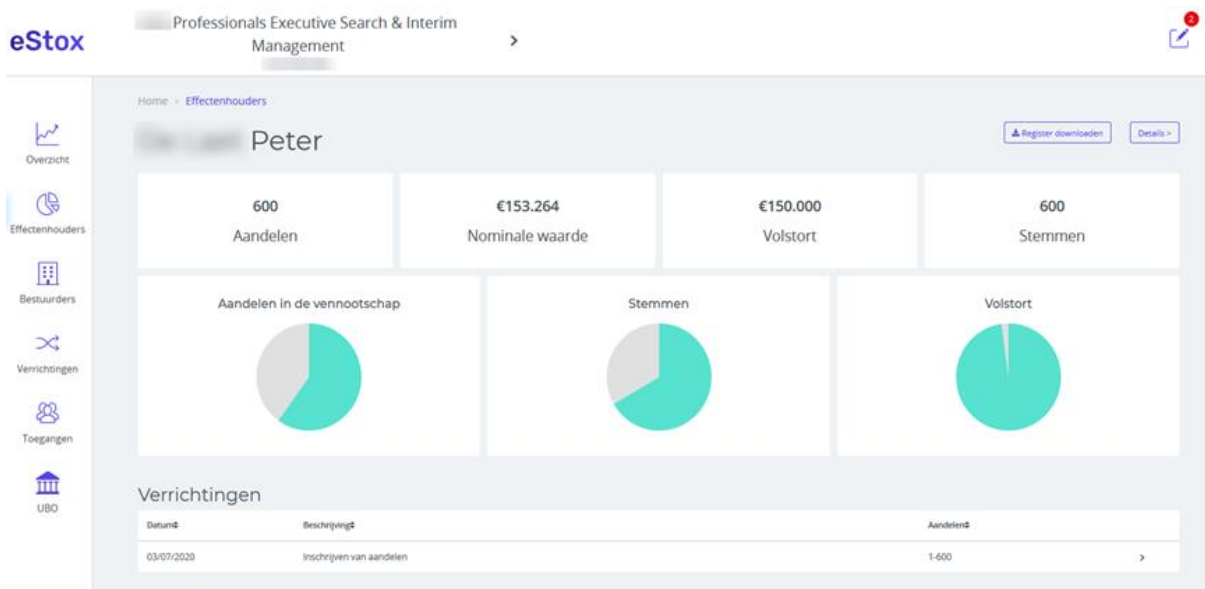 eStox
Professionals Executive Search & Interim
Management
>
2
Home > Effectenhouders
Peter
Register downloaden
Details >
Overzicht
Effectenhouders
Bestuurders
Verrichtingen
Toegangen
UBO
600
Aandelen
€153.264
Nominale waarde
€150.000
Volstort
600
Stemmen
Aandelen in de vennootschap
Stemmen
Volstort
Verrichtingen
Datum
Beschrijving
Aandelen
03/07/2020
Inschrijven van aandelen
1-600
>